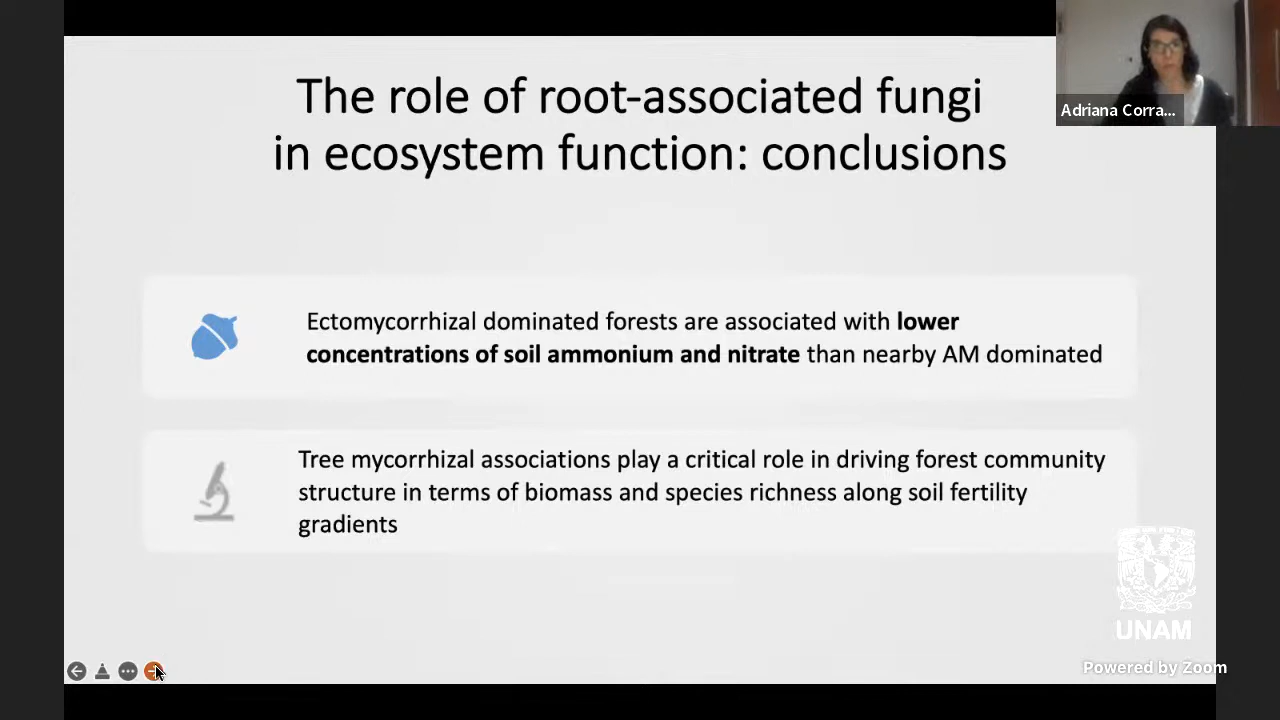 The role of root-associated fungi
in ecosystem function: conclusions
Adriana Corra...
Ectomycorrhizal dominated forests are associated with lower
concentrations of soil ammonium and nitrate than nearby AM dominated
Tree mycorrhizal associations play a critical role in driving forest community
structure in terms of biomass and species richness along soil fertility
gradients
UNAM
Powered by Zoom